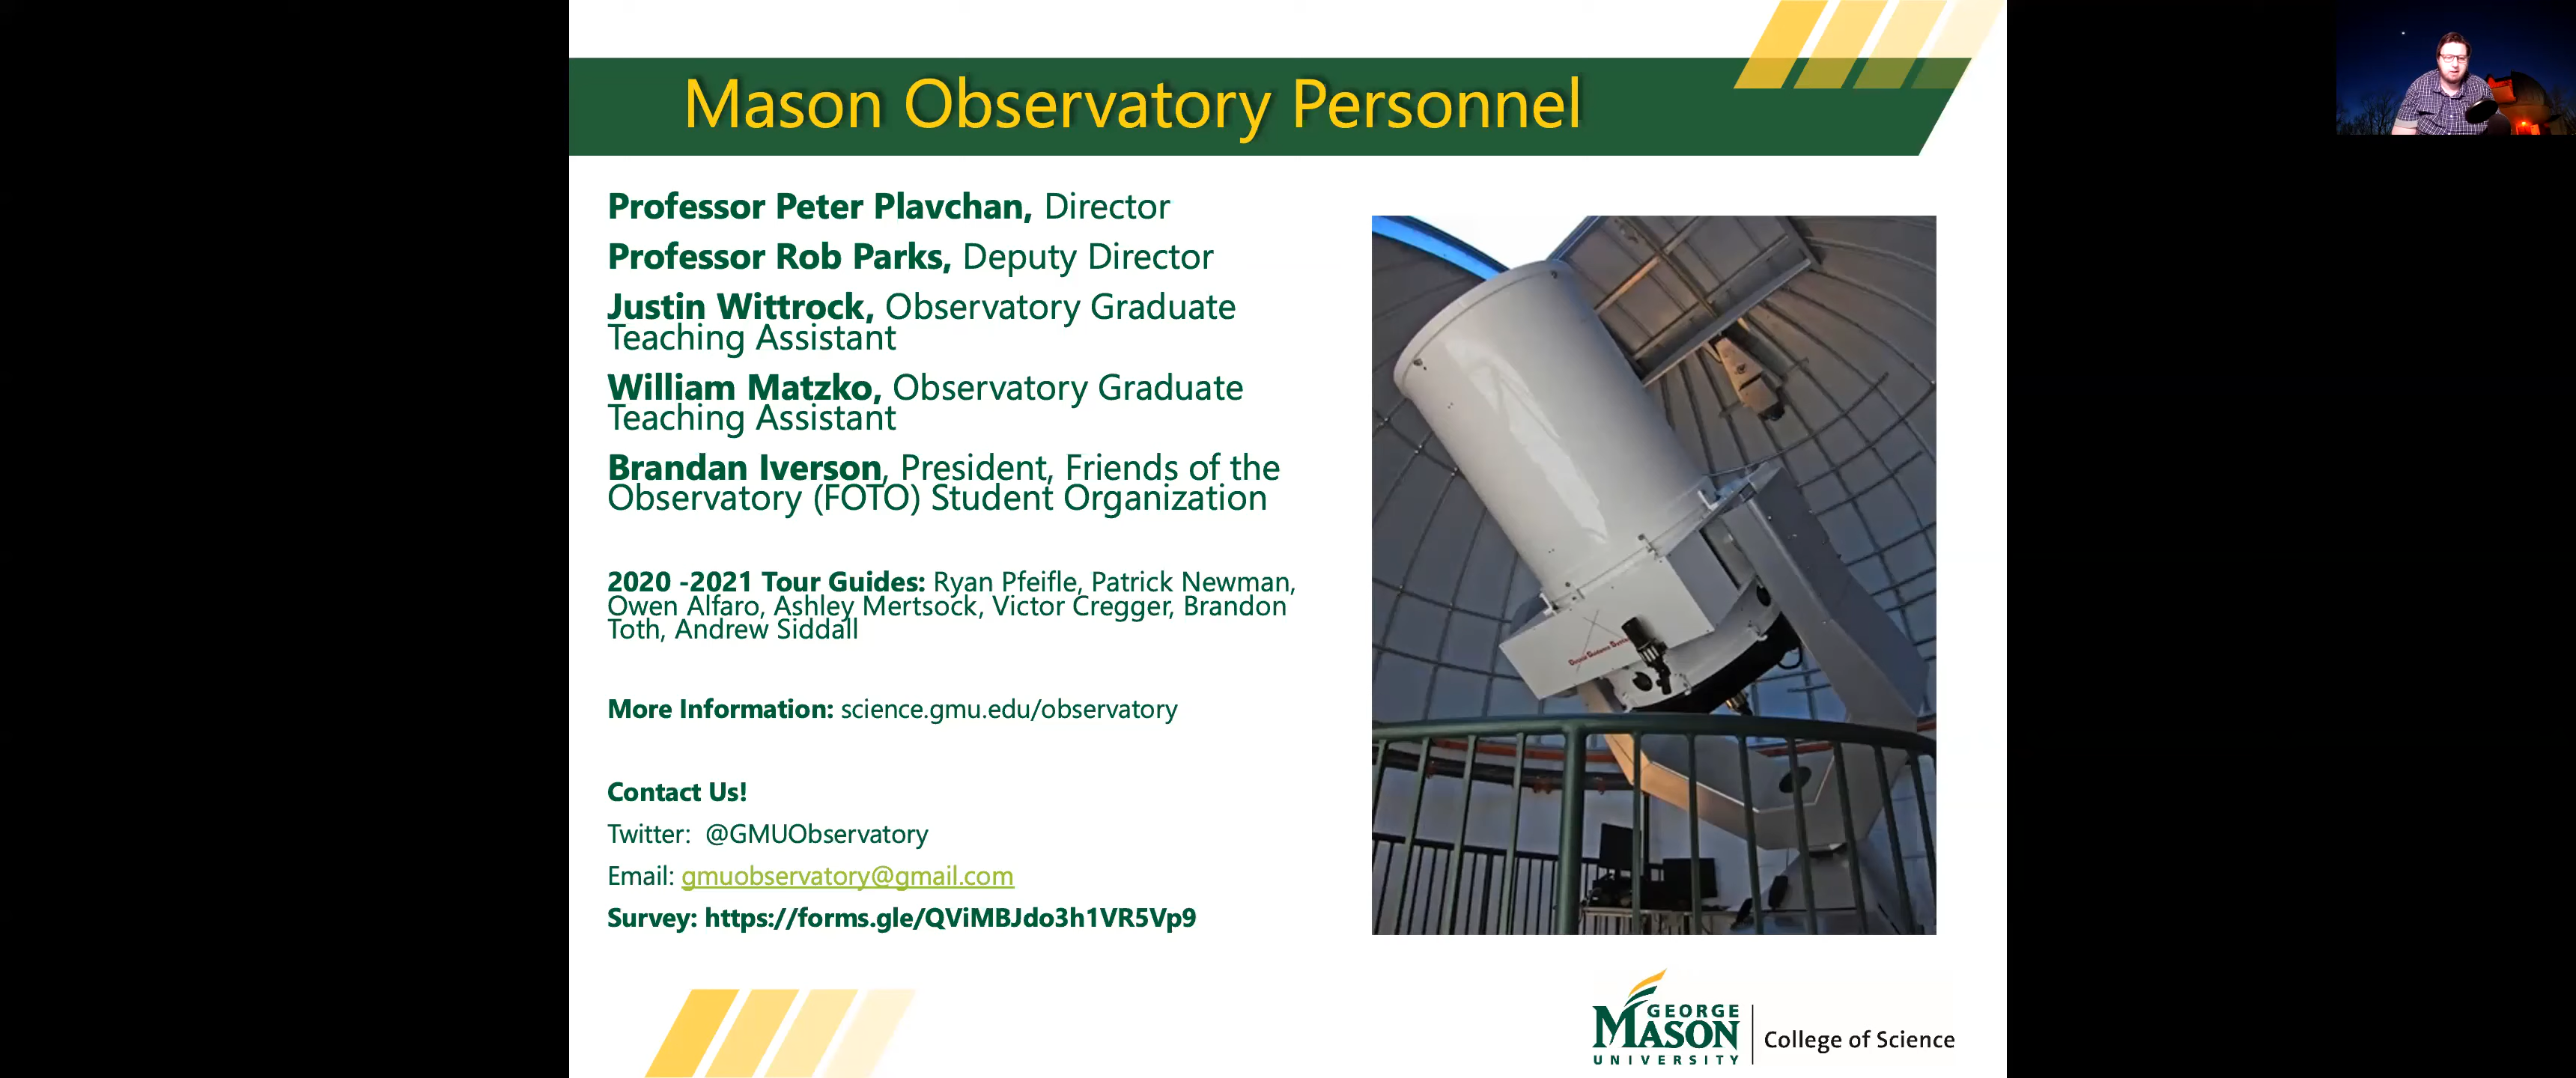 Mason Observatory Personnel
Professor Peter Plavchan, Director
Professor Rob Parks, Deputy Director
Justin Wittrock, Observatory Graduate
Teaching Assistant
William Matzko, Observatory Graduate
Teaching Assistant
Brandan Iverson, President, Friends of the
Observatory (FOTO) Student Organization
2020 -2021 Tour Guides: Ryan Pfeifle, Patrick Newman,
Owen Alfaro, Ashley Mertsock, Victor Cregger, Brandon
Toth, Andrew Siddall
More Information: science.gmu.edu/observatory
Contact Us!
Twitter: @GMUObservatory
Email: gmuobservatory@gmail.com
Survey: https://forms.gle/QViMBJdo3h1VR5Vp9
GEORGE
MASON
UNIVERSITY
College of Science